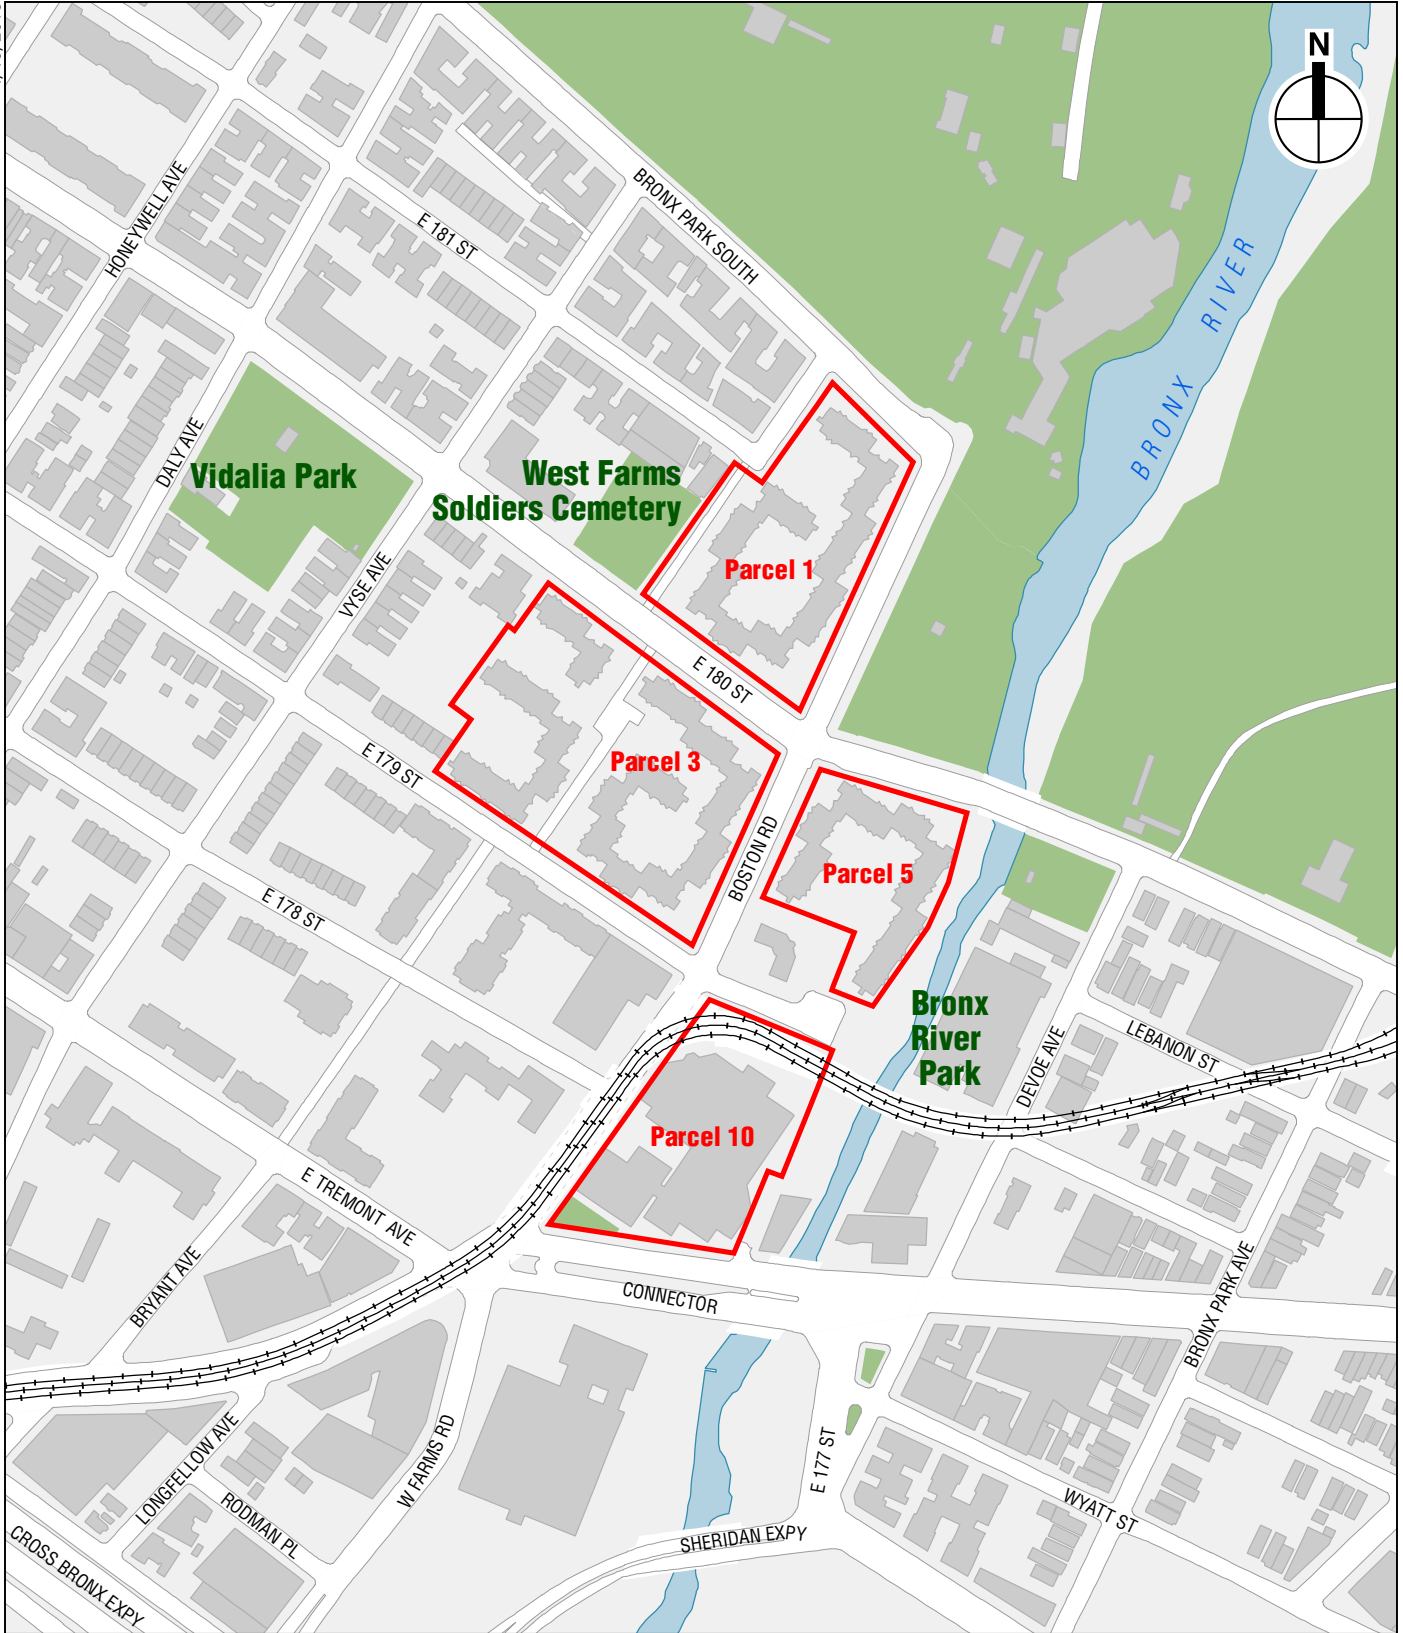 N
BRONX PARK SOUTH
HONEYWELL AVE
E 181 ST
BRONX RIVER
DALY AVE
Vidalia Park
West Farms
Soldiers Cemetery
VYSE AVE
Parcel 1
E 180 ST
Parcel 3
E 179 ST
BOSTON RD
Parcel 5
E 178 ST
Bronx
River
Park
LEBANON ST
DEVOE AVE
Parcel 10
E TREMONT AVE
BRYANT AVE
CONNECTOR
BRONX PARK AVE
LONGFELLOW AVE
W FARMS RD
E 177 ST
RODMAN PL
WYATT ST
SHERIDAN EXPY
CROSS BRONX EXPY